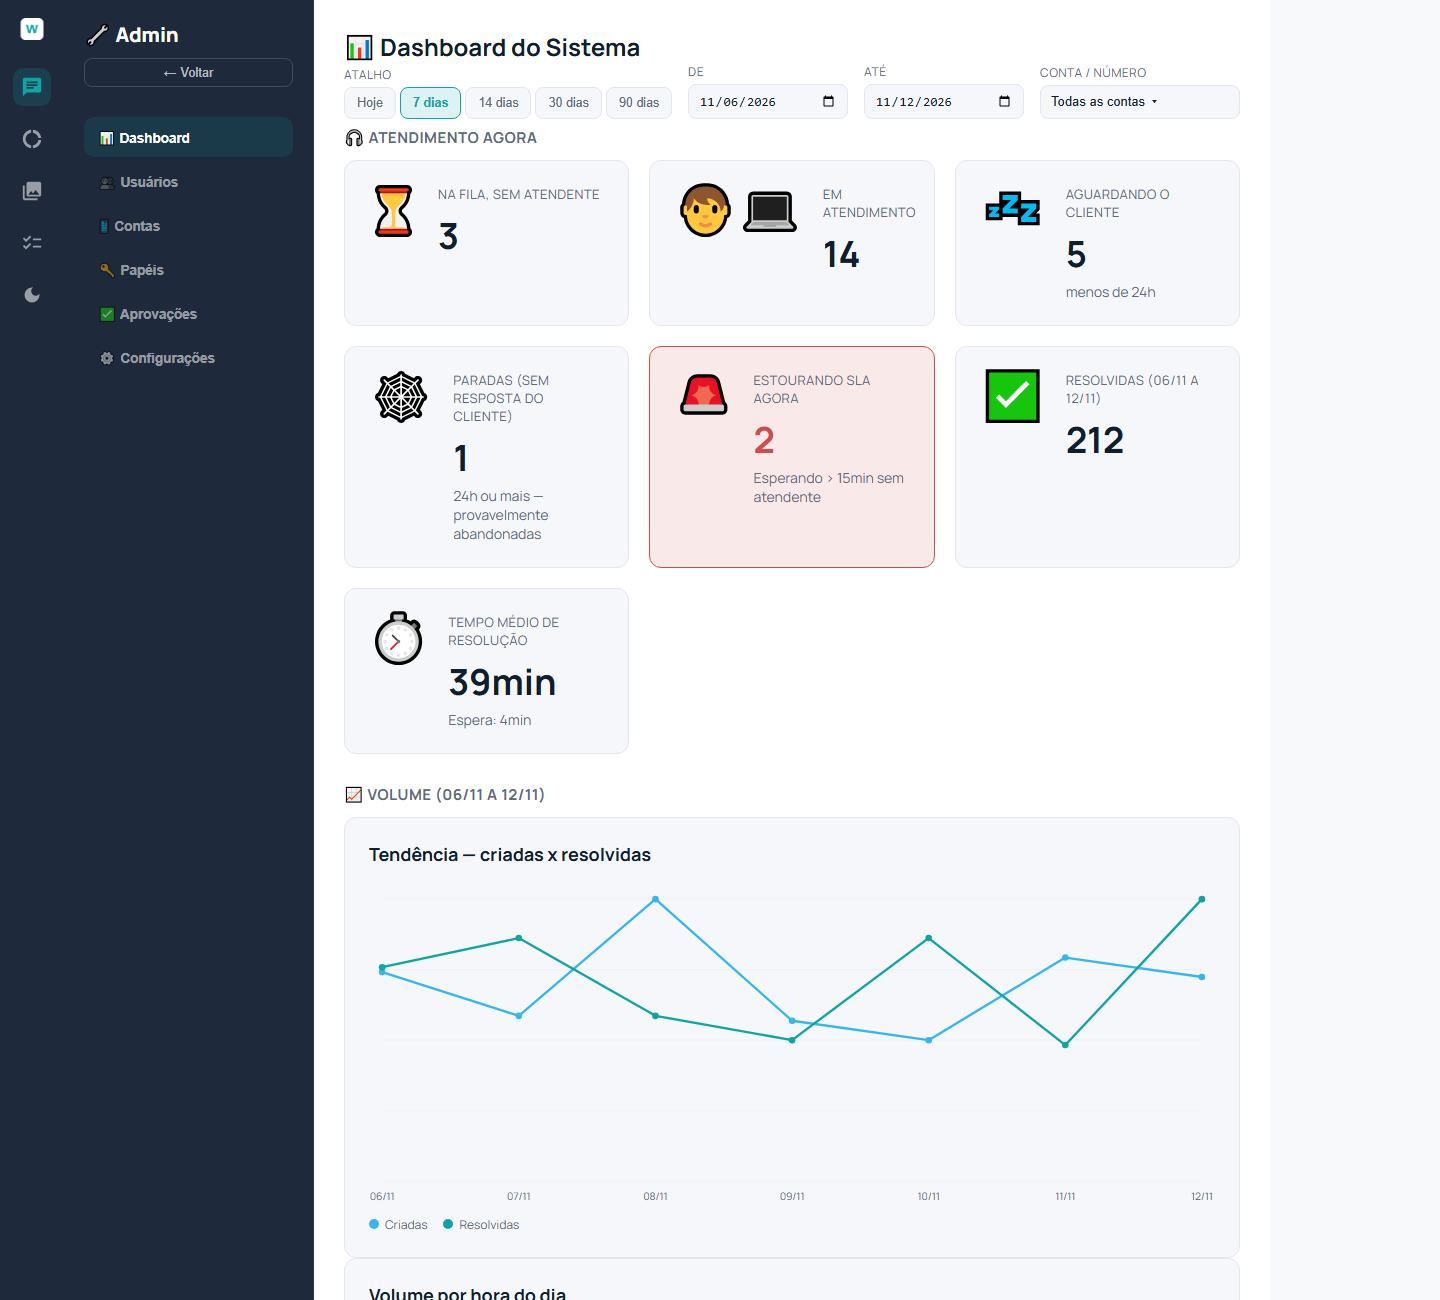 W
Admin
← Voltar
Dashboard
Usuários
Contas
Papéis
Aprovações
Configurações
Dashboard do Sistema
ATALHO
Hoje
7 dias
14 dias
30 dias
90 dias
DE
11/06/2026
ATÉ
11/12/2026
CONTA / NÚMERO
Todas as contas
ATENDIMENTO AGORA
NA FILA, SEM ATENDENTE
3
EM
ATENDIMENTO
14
AGUARDANDO O
CLIENTE
5
menos de 24h
PARADAS (SEM
RESPOSTA DO
CLIENTE)
1
24h ou mais —
provavelmente
abandonadas
ESTOURANDO SLA
AGORA
2
Esperando > 15min sem
atendente
RESOLVIDAS (06/11 A
12/11)
212
TEMPO MÉDIO DE
RESOLUÇÃO
39min
Espera: 4min
VOLUME (06/11 A 12/11)
Tendência — criadas x resolvidas
06/11 07/11 08/11 09/11 10/11 11/11 12/11
Criadas Resolvidas
Volume por hora do dia